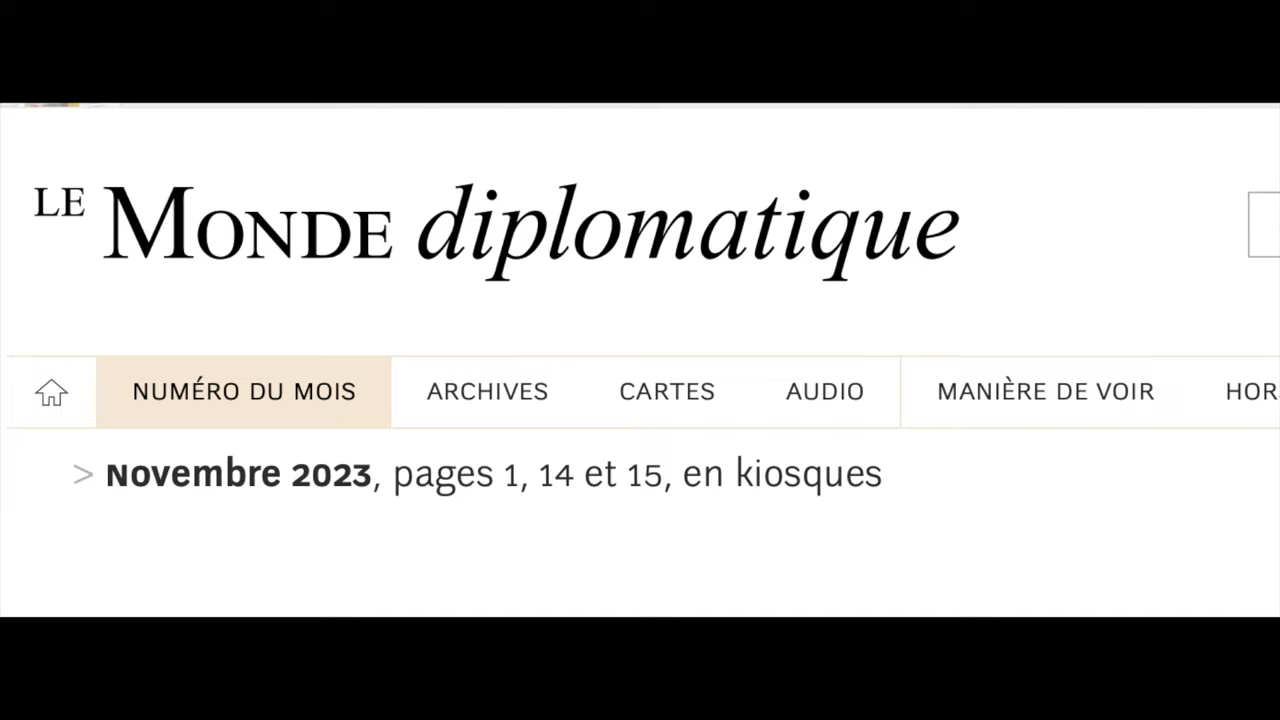 LE MONDE diplomatique
NUMÉRO DU MOIS ARCHIVES CARTES AUDIO MANIÈRE DE VOIR
> Novembre 2023, pages 1, 14 et 15, en kiosques